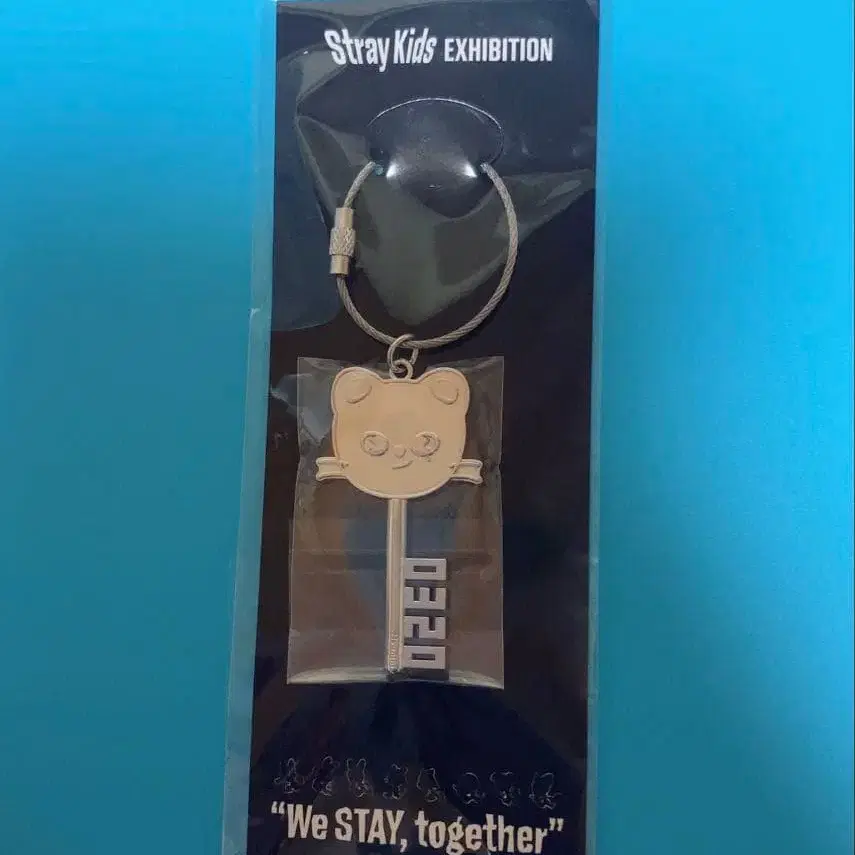 Stray Kids EXHIBITION
0320
"We STAY, together"